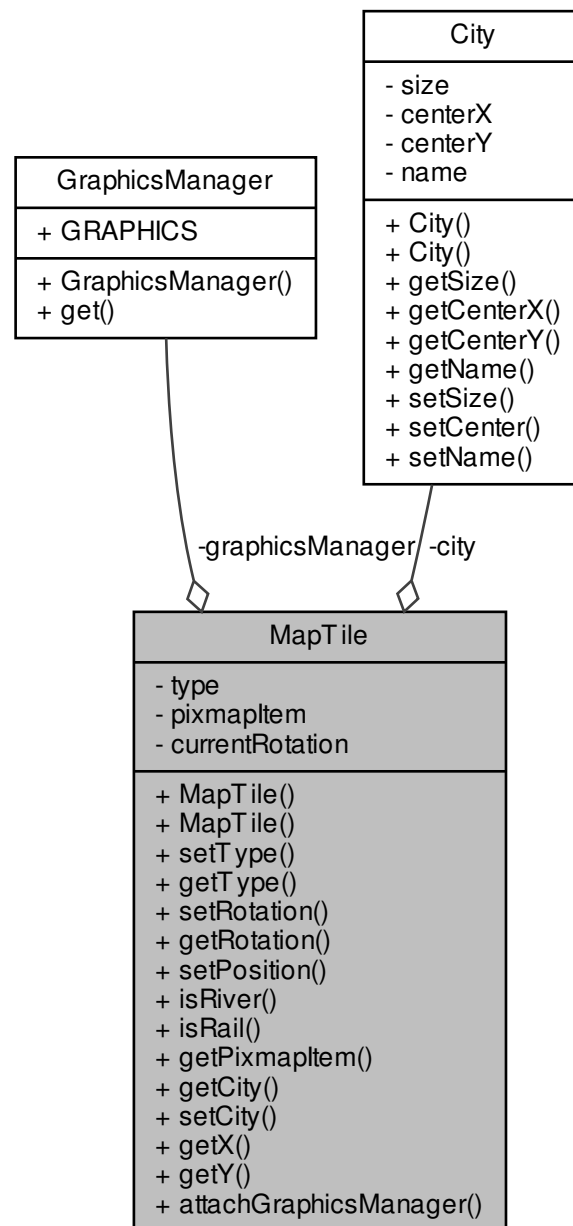 City
- size
- centerX
- centerY
- name
+ City()
+ City()
+ getSize()
+ getCenterX()
+ getCenterY()
+ getName()
+ setSize()
+ setCenter()
+ setName()
GraphicsManager
+ GRAPHICS
+ GraphicsManager()
+ get()
-graphicsManager
-city
MapTile
- type
- pixmapItem
- currentRotation
+ MapTile()
+ MapTile()
+ setType()
+ getType()
+ setRotation()
+ getRotation()
+ setPosition()
+ isRiver()
+ isRail()
+ getPixmapItem()
+ getCity()
+ setCity()
+ getX()
+ getY()
+ attachGraphicsManager()